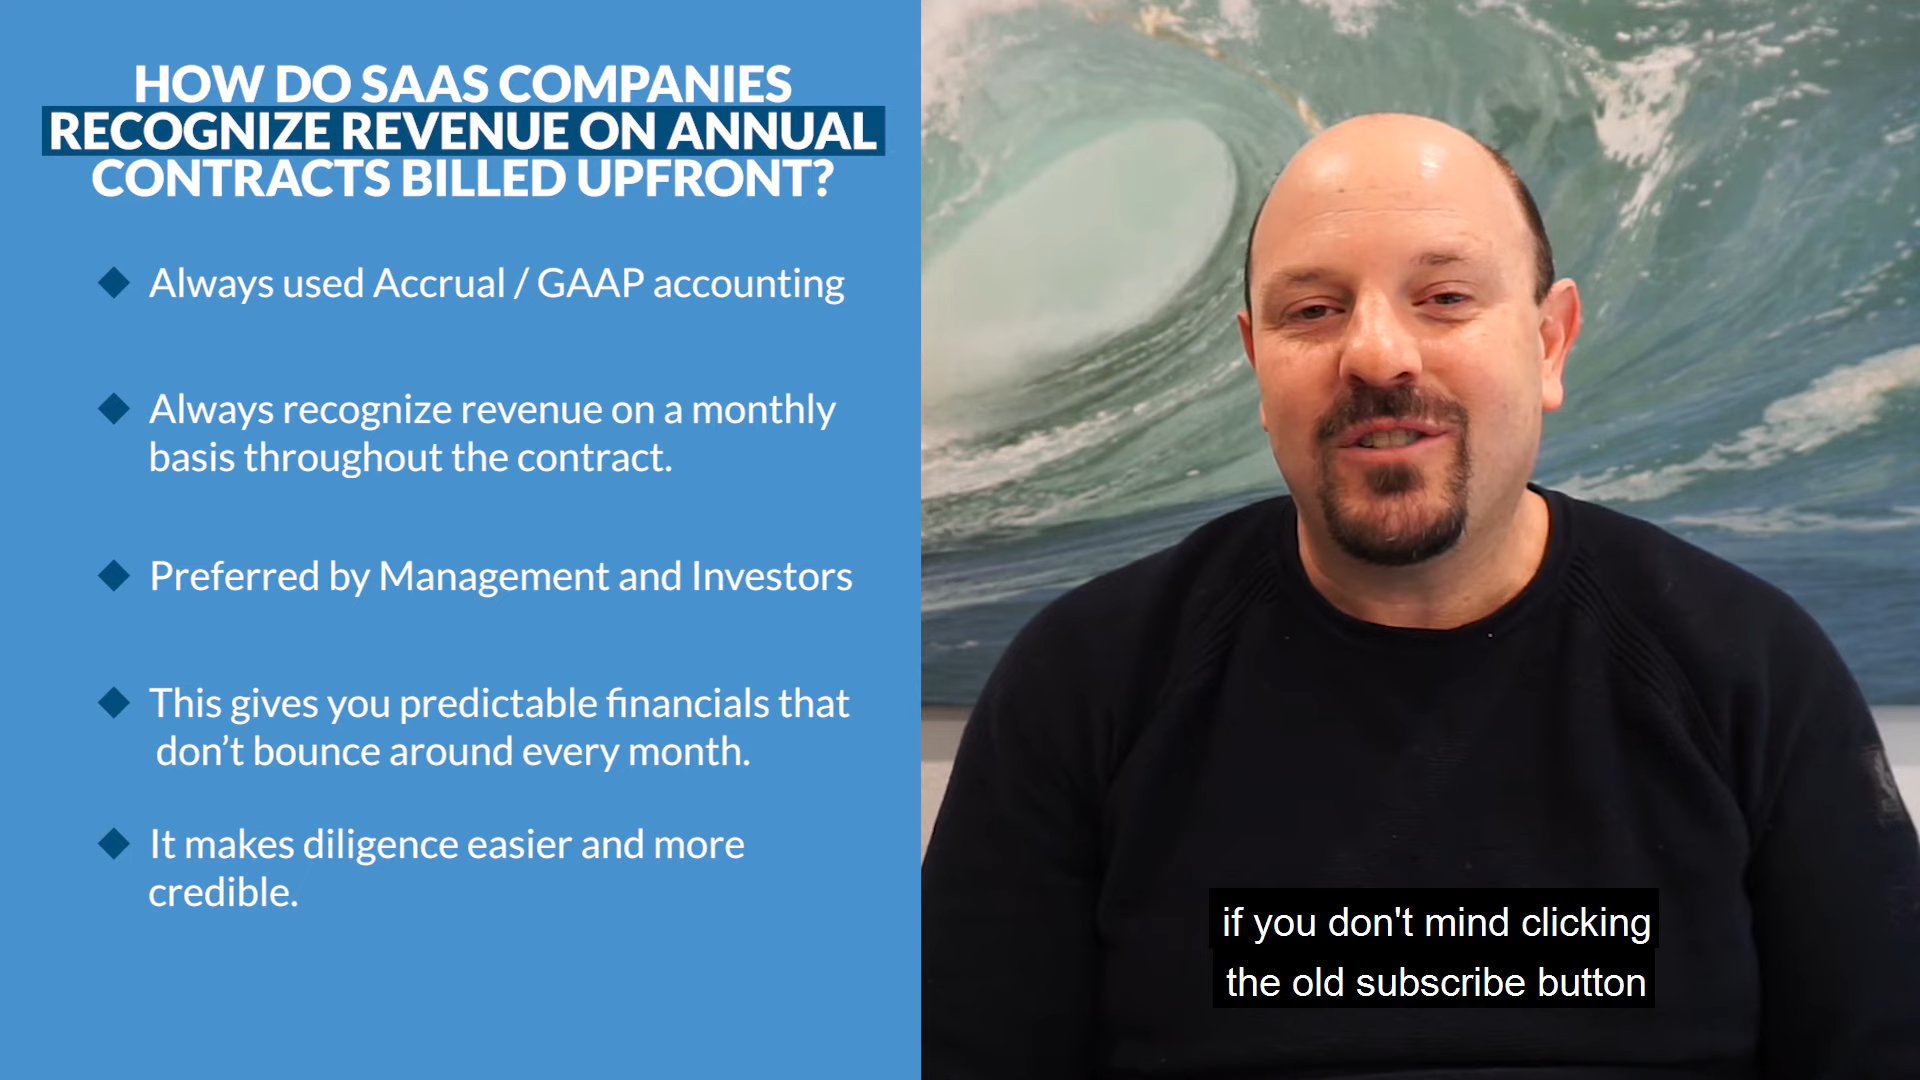 HOW DO SAAS COMPANIES
RECOGNIZE REVENUE ON ANNUAL
CONTRACTS BILLED UPFRONT?
Always used Accrual / GAAP accounting
Always recognize revenue on a monthly
basis throughout the contract.
Preferred by Management and Investors
This gives you predictable financials that
don’t bounce around every month.
It makes diligence easier and more
credible.
if you don't mind clicking
the old subscribe button